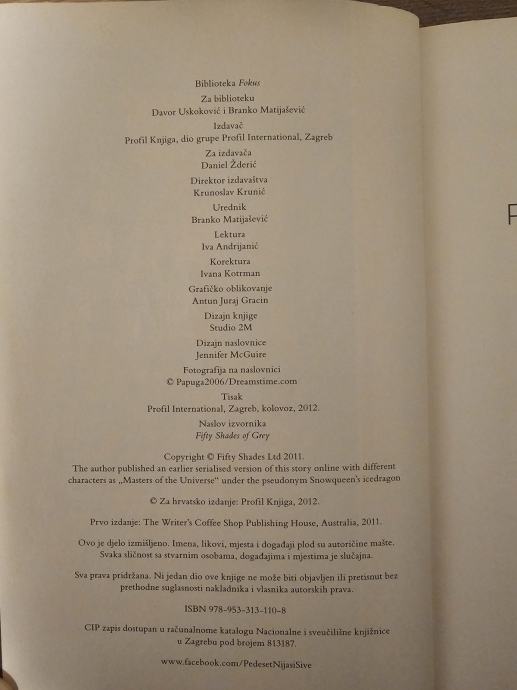 Biblioteka Fokus
Za biblioteku
Davor Uskoković i Branko Matijašević
Izdavač
Profil Knjiga, dio grupe Profil International, Zagreb
Za izdavača
Daniel Žderić
Direktor izdavaštva
Krunoslav Krunić
Urednik
Branko Matijašević
Lektura
Iva Andrijanić
Korektura
Ivana Kotrman
Grafičko oblikovanje
Antun Juraj Gracin
Dizajn knjige
Studio 2M
Dizajn naslovnice
Jennifer McGuire
Fotografija na naslovnici
© Papuga2006/Dreamstime.com
Tisak
Profil International, Zagreb, kolovoz, 2012.
Naslov izvornika
Fifty Shades of Grey
Copyright © Fifty Shades Ltd 2011.
The author published an earlier serialised version of this story online with different
characters as „Masters of the Universe“ under the pseudonym Snowqueen's icedragon
© Za hrvatsko izdanje: Profil Knjiga, 2012.
Prvo izdanje: The Writer's Coffee Shop Publishing House, Australia, 2011.
Ovo je djelo izmišljeno. Imena, likovi, mjesta i događaji plod su autoričine mašte.
Svaka sličnost sa stvarnim osobama, događajima i mjestima je slučajna.
Sva prava pridržana. Ni jedan dio ove knjige ne može biti objavljen ili pretisnut bez
prethodne suglasnosti nakladnika i vlasnika autorskih prava.
ISBN 978-953-313-110-8
CIP zapis dostupan u računalnome katalogu Nacionalne i sveučilišne knjižnice
u Zagrebu pod brojem 813187.
www.facebook.com/PedesetNijasiSive